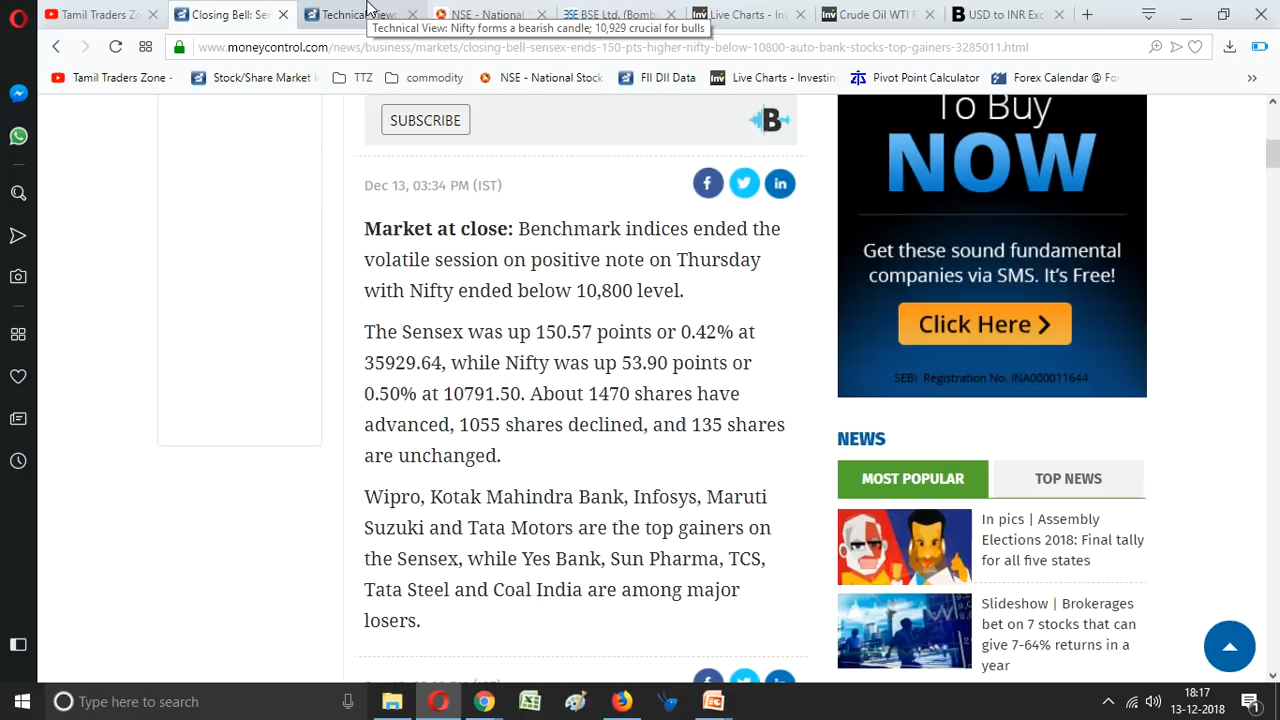 Tamil Traders Zone
Closing Bell: Sen
Technical View:
NSE - National
BSE Ltd. (Bomba
Live Charts - Inv
Crude Oil WTI
USD to INR Exc
Technical View: Nifty forms a bearish candle; 10,929 crucial for bulls
www.moneycontrol.com/news/business/markets/closing-bell-sensex-ends-150-pts-higher-nifty-below-10800-auto-bank-stocks-top-gainers-3285011.html
Tamil Traders Zone -
Stock/Share Market I
TTZ
commodity
NSE - National Stock
FII DII Data
Live Charts - Investin
Pivot Point Calculator
Forex Calendar @ Fo
SUBSCRIBE
B
Dec 13, 03:34 PM (IST)
Market at close: Benchmark indices ended the
volatile session on positive note on Thursday
with Nifty ended below 10,800 level.
The Sensex was up 150.57 points or 0.42% at
35929.64, while Nifty was up 53.90 points or
0.50% at 10791.50. About 1470 shares have
advanced, 1055 shares declined, and 135 shares
are unchanged.
Wipro, Kotak Mahindra Bank, Infosys, Maruti
Suzuki and Tata Motors are the top gainers on
the Sensex, while Yes Bank, Sun Pharma, TCS,
Tata Steel and Coal India are among major
losers.
To Buy
NOW
Get these sound fundamental
companies via SMS. It's Free!
Click Here
SEBI Registration No. INA000011644
NEWS
MOST POPULAR
TOP NEWS
In pics | Assembly
Elections 2018: Final tally
for all five states
Slideshow | Brokerages
bet on 7 stocks that can
give 7-64% returns in a
year
Type here to search
18:17
13-12-2018